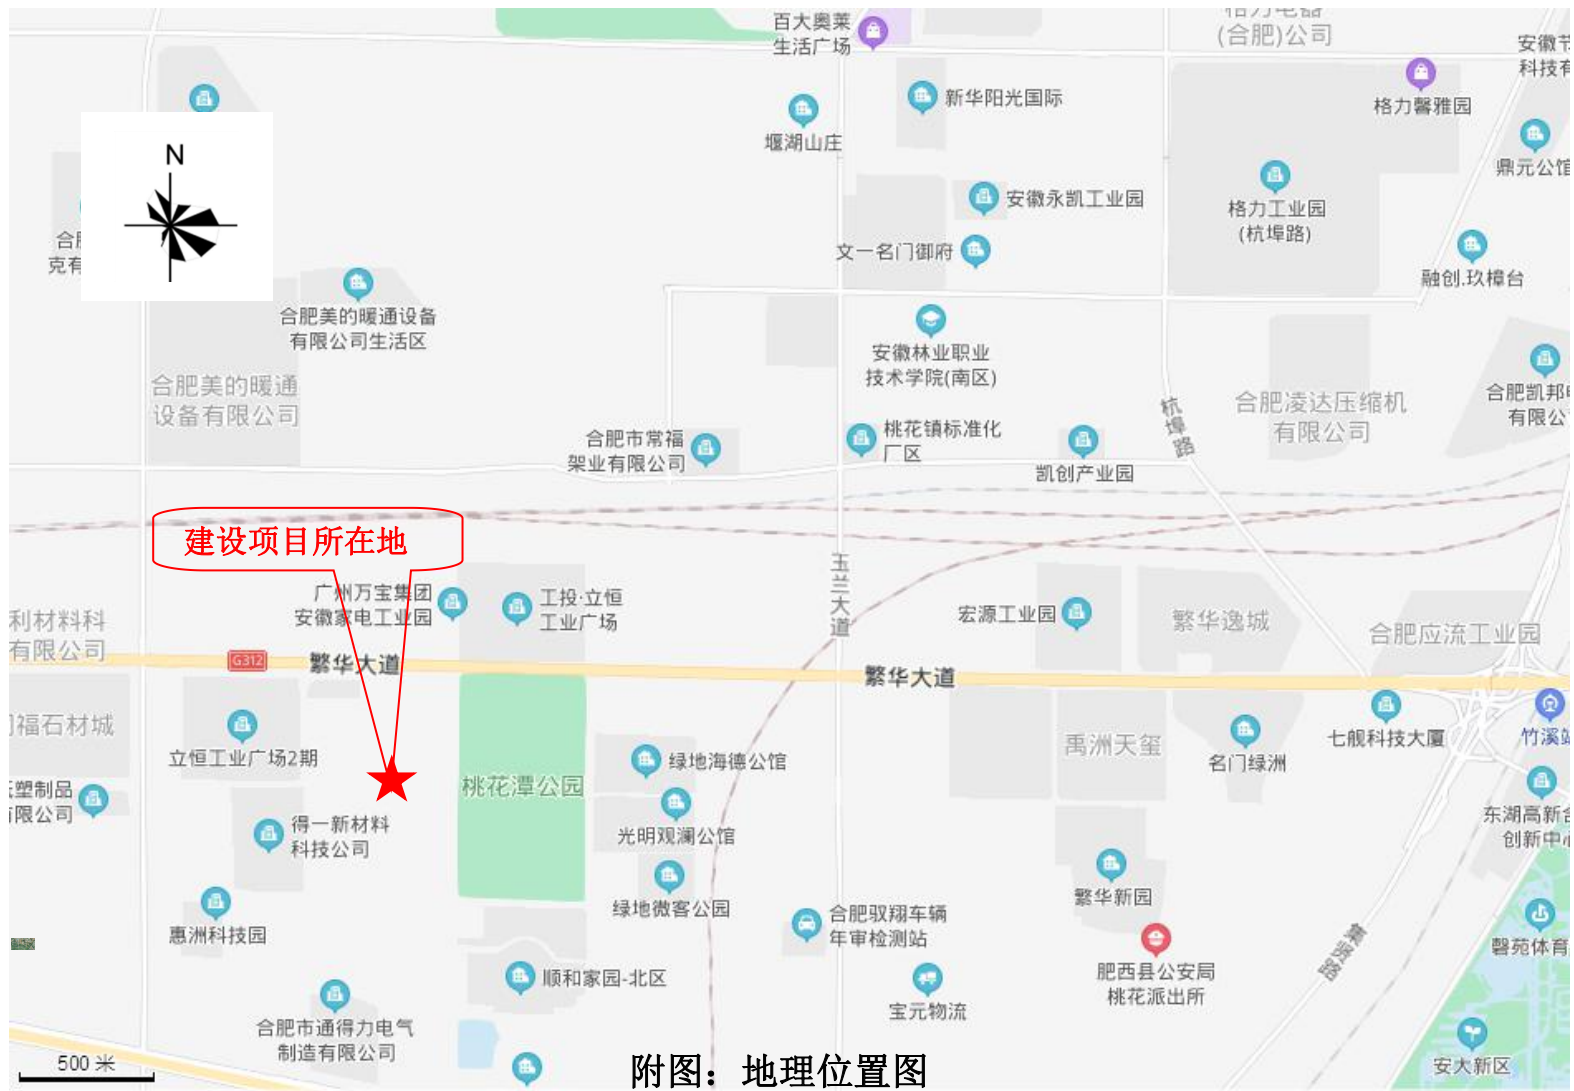 百大奥莱
生活广场
格力电器
(合肥)公司
安徽节
科技有
新华阳光国际
格力馨雅园
堰湖山庄
鼎元公馆
N
安徽永凯工业园
格力工业园
(杭埠路)
合肥
克有
文一名门御府
融创.玖樟台
合肥美的暖通设备
有限公司生活区
安徽林业职业
技术学院(南区)
合肥美的暖通
设备有限公司
合肥凯邦电
有限公
合肥凌达压缩机
有限公司
杭埠路
合肥市常福
架业有限公司
桃花镇标准化
厂区
凯创产业园
建设项目所在地
玉兰大道
广州万宝集团
安徽家电工业园
工投·立恒
工业广场
宏源工业园
繁华逸城
合肥应流工业园
利材料科
有限公司
G312
繁华大道
繁华大道
福石材城
立恒工业广场2期
桃花潭公园
绿地海德公馆
禹洲天玺
名门绿洲
七舰科技大厦
竹溪站
塑制品
有限公司
得一新材料
科技公司
光明观澜公馆
东湖高新合
创新中心
绿地微客公园
繁华新园
惠洲科技园
合肥驭翔车辆
年审检测站
集贤路
磬苑体育
肥西县公安局
桃花派出所
顺和家园-北区
宝元物流
合肥市通得力电气
制造有限公司
安大新区
500 米
附图：地理位置图